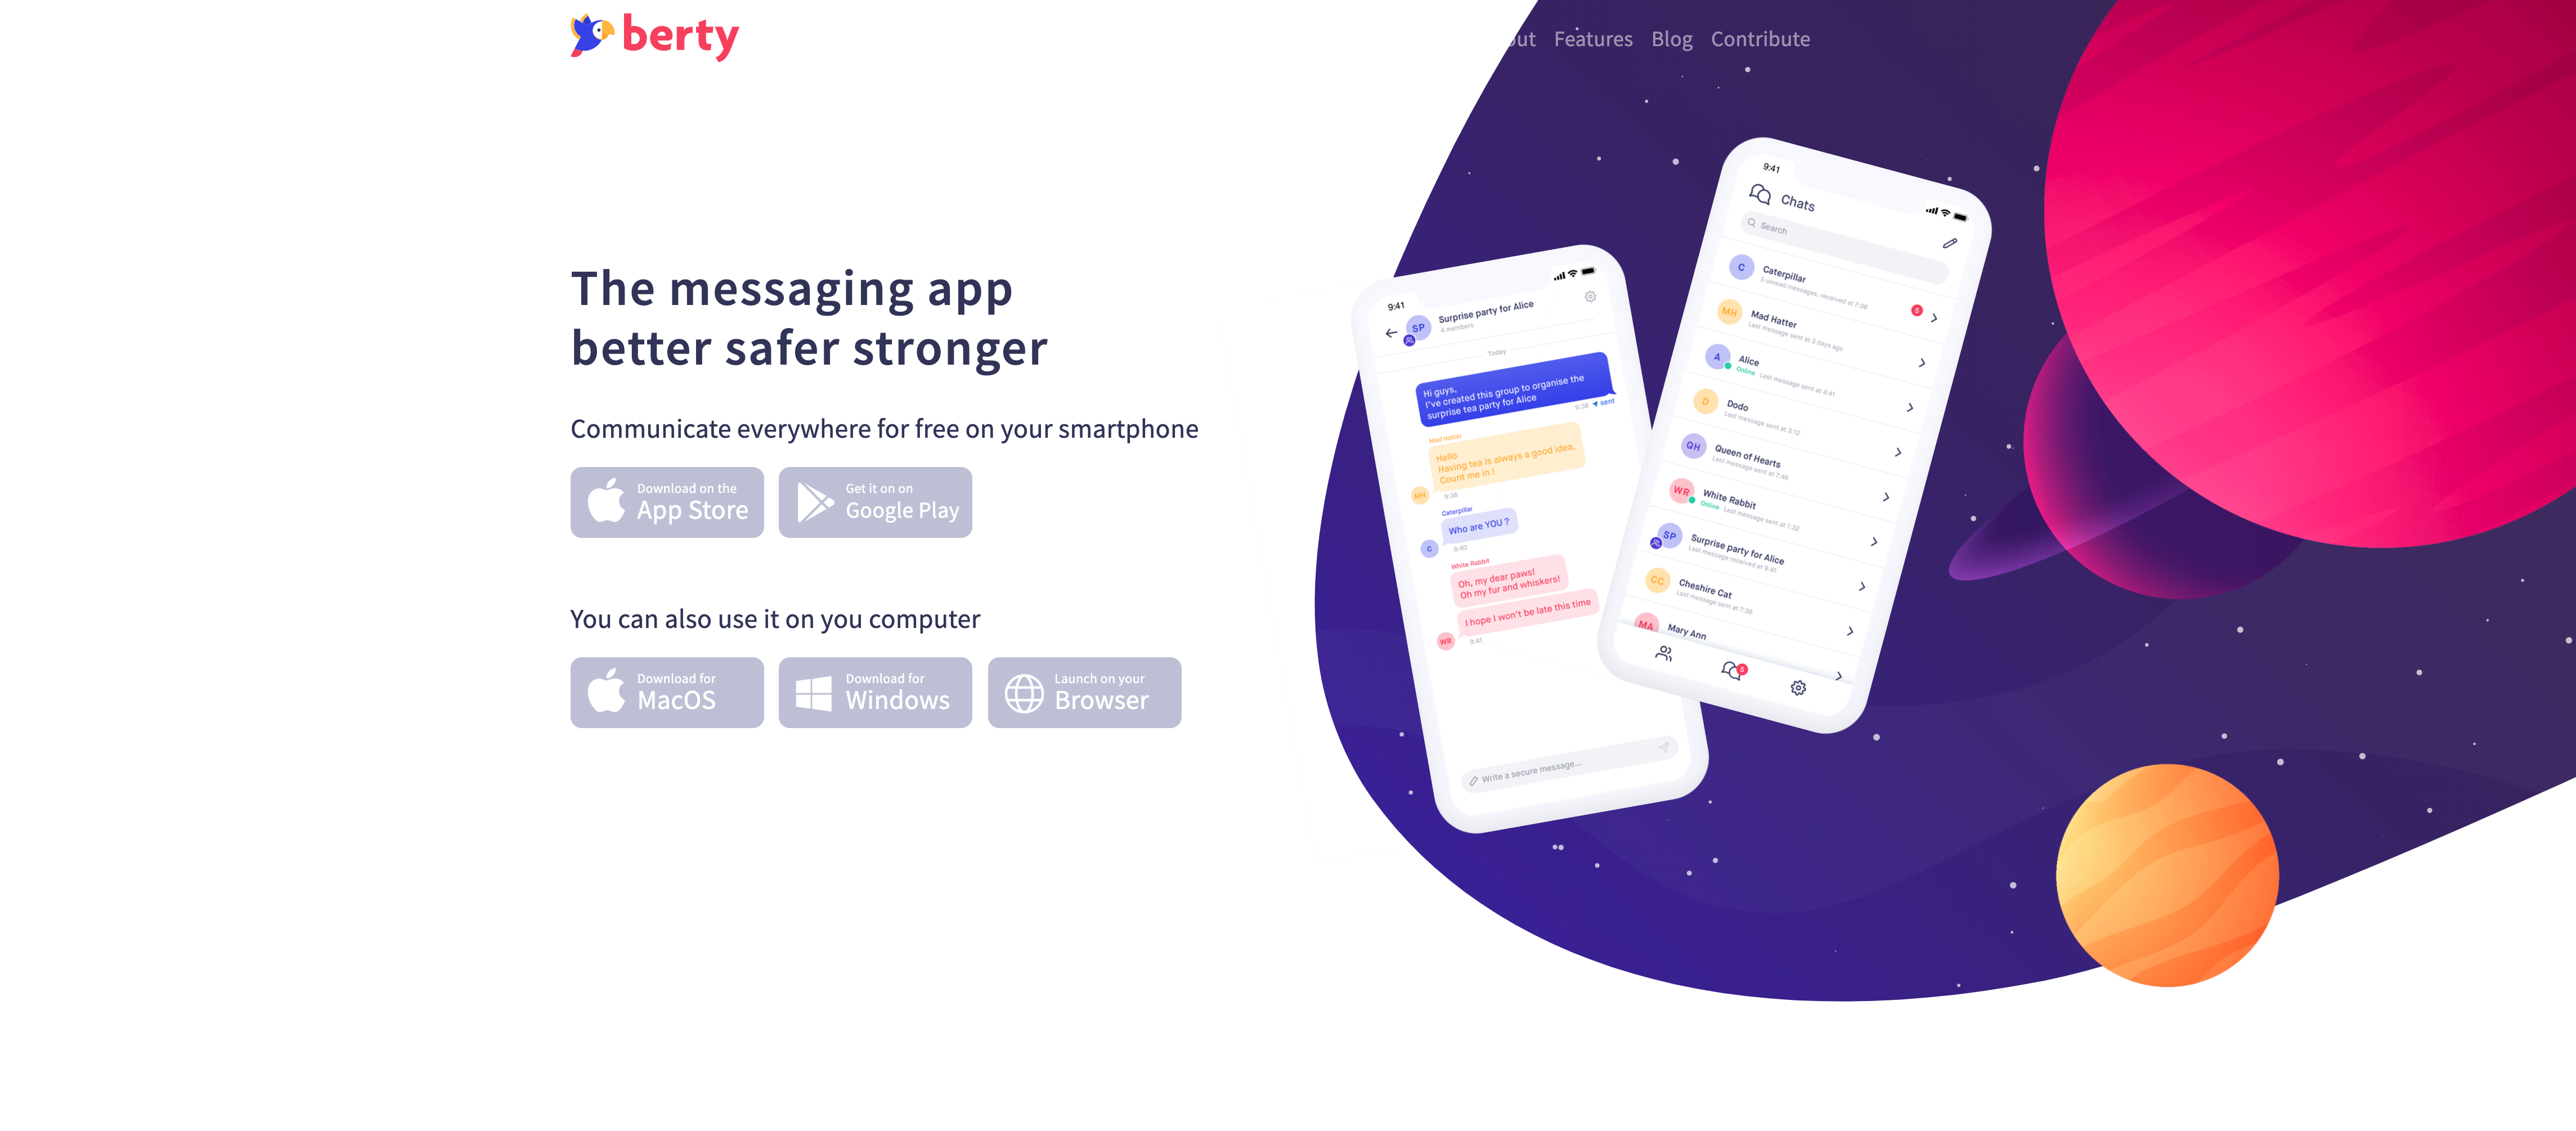 berty
Features Blog Contribute
The messaging app
better safer stronger
Communicate everywhere for free on your smartphone
Download on the
App Store
Get it on on
Google Play
You can also use it on you computer
Download for
MacOS
Download for
Windows
Launch on your
Browser
9:41
SP
Surprise party for Alice
4 members
Today
Hi guys,
I've created this group to organise the
surprise tea party for Alice
9:38 sent
Mad Hatter
Hello
Having tea is always a good idea,
Count me in !
MH
9:38
Caterpillar
Who are YOU ?
C
9:40
White Rabbit
Oh, my dear paws!
Oh my fur and whiskers!
I hope I won't be late this time
WR
9:41
Write a secure message...
9:41
Chats
Search
C
Caterpillar
5 unread messages, received at 7:36
5
MH
Mad Hatter
Last message sent at 3 days ago
A
Alice
Online Last message sent at 4:41
D
Dodo
Last message sent at 3:12
QH
Queen of Hearts
Last message sent at 7:46
WR
White Rabbit
Online Last message sent at 1:32
SP
Surprise party for Alice
Last message received at 9:41
CC
Cheshire Cat
Last message sent at 7:36
MA
Mary Ann
5